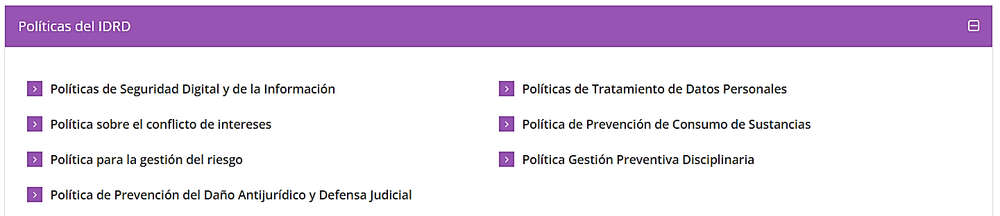 Políticas del IDRD
Políticas de Seguridad Digital y de la Información
Políticas de Tratamiento de Datos Personales
Política sobre el conflicto de intereses
Política de Prevención de Consumo de Sustancias
Política para la gestión del riesgo
Política Gestión Preventiva Disciplinaria
Política de Prevención del Daño Antijurídico y Defensa Judicial